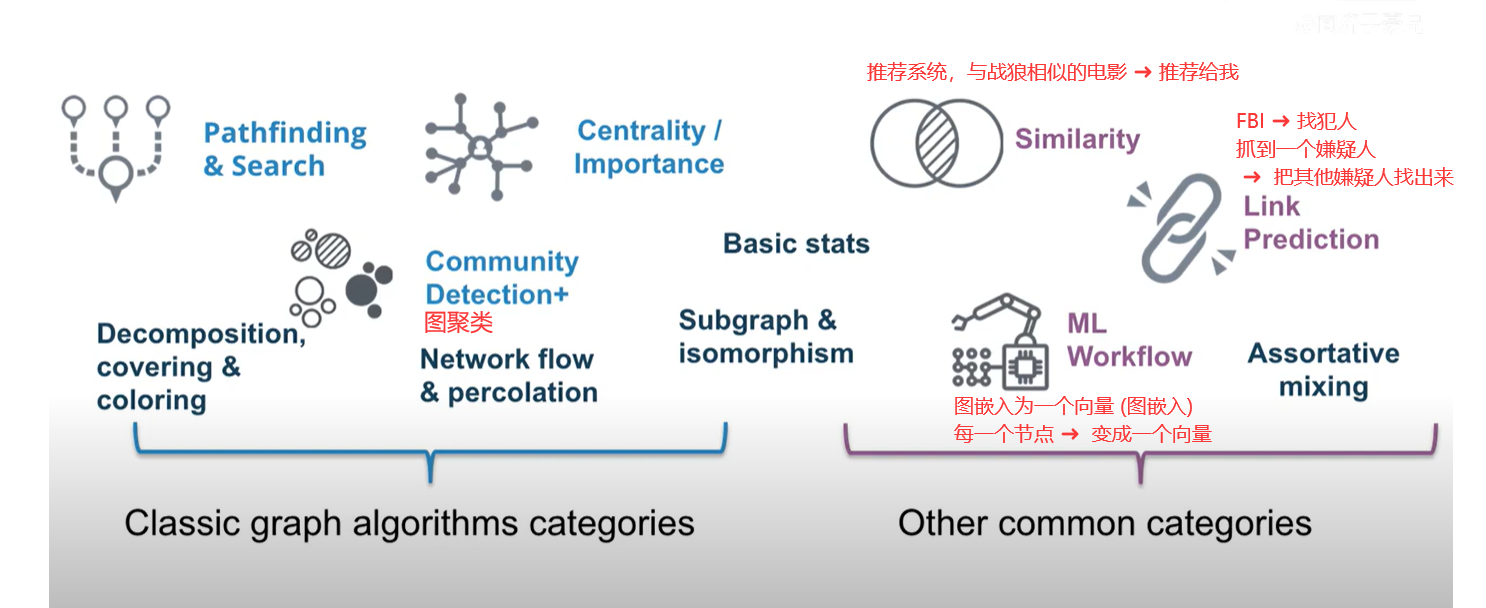 推荐系统，与战狼相似的电影 → 推荐给我
Pathfinding
& Search
Centrality /
Importance
Similarity
FBI → 找犯人
抓到一个嫌疑人
→ 把其他嫌疑人找出来
Link
Prediction
Community
Detection+
图聚类
Basic stats
Decomposition,
covering &
coloring
Network flow
& percolation
Subgraph &
isomorphism
ML
Workflow
Assortative
mixing
图嵌入为一个向量 (图嵌入)
每一个节点 → 变成一个向量
Classic graph algorithms categories
Other common categories